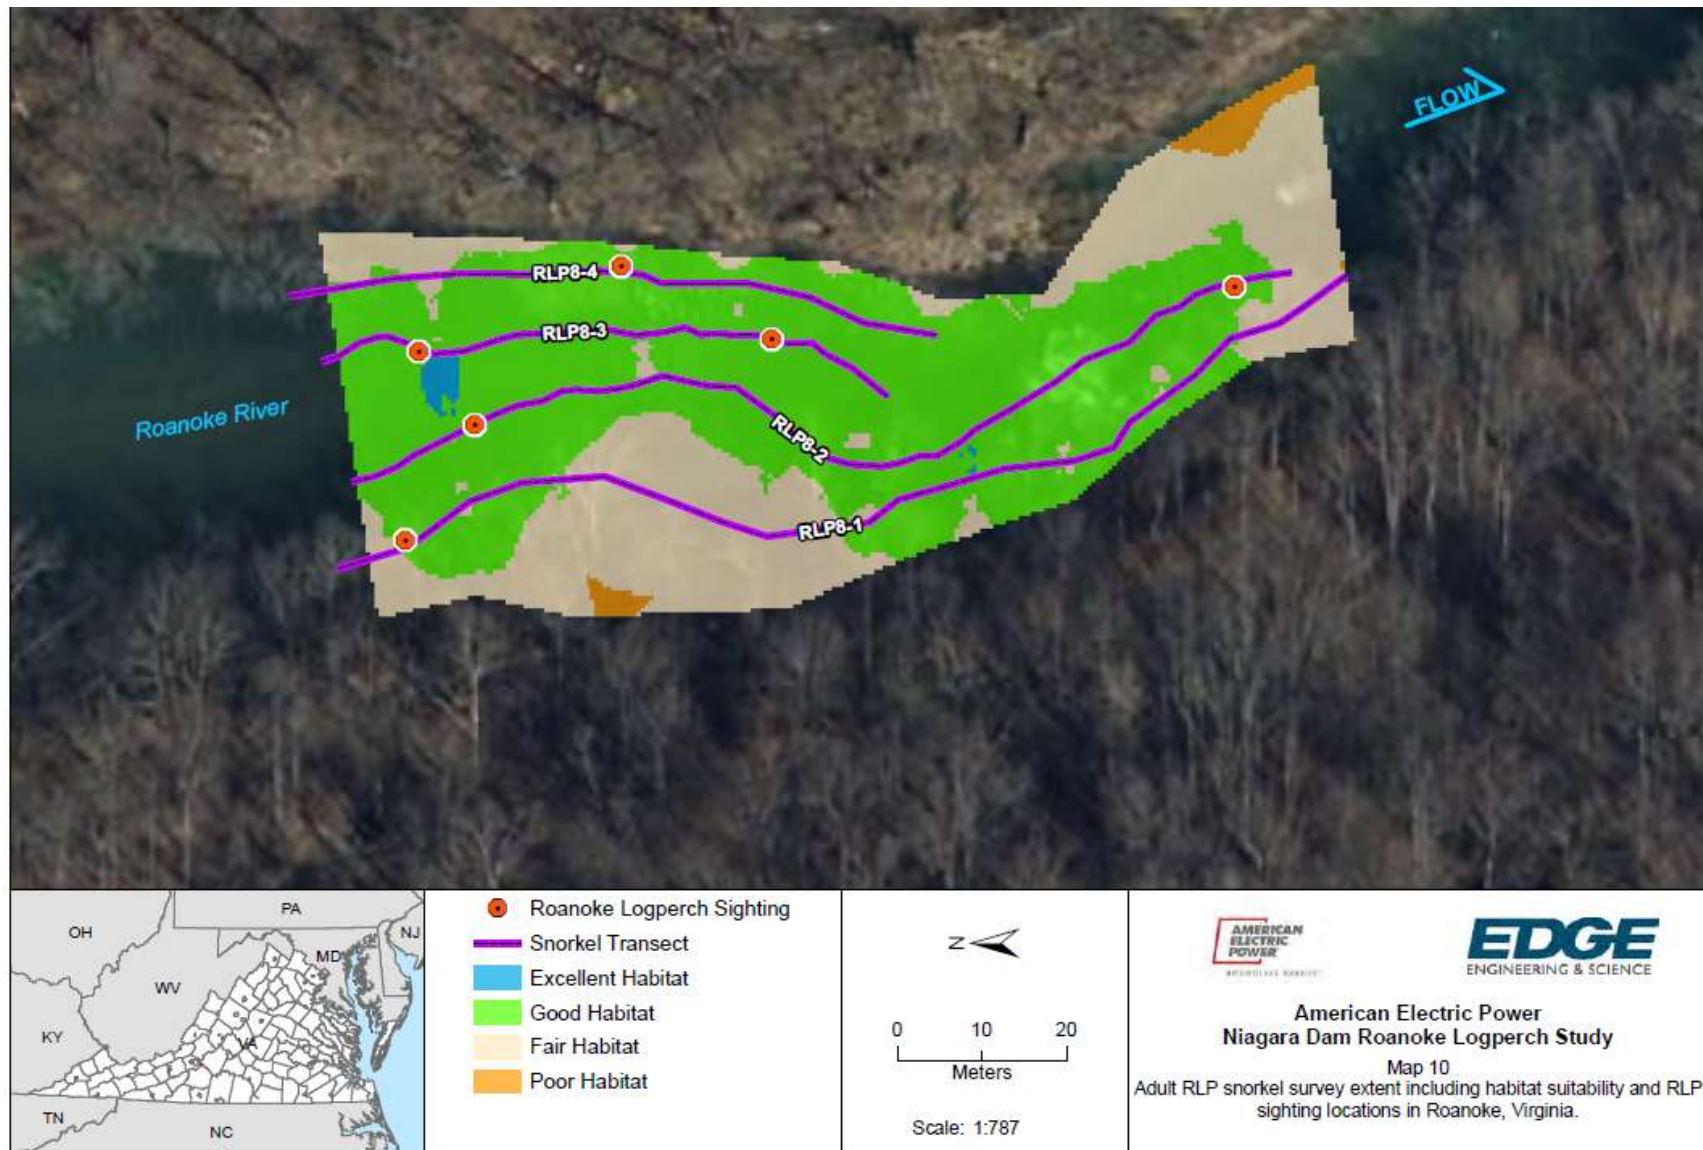 FLOW
RLP8-4
RLP8-3
Roanoke River
RLP8-2
RLP8-1
PA
OH
NJ
MD
WV
KY
VA
TN
NC
Roanoke Logperch Sighting
Snorkel Transect
Excellent Habitat
Good Habitat
Fair Habitat
Poor Habitat
N
0 10 20
Meters
Scale: 1:787
AMERICAN
ELECTRIC
POWER
EDGE
ENGINEERING & SCIENCE
American Electric Power
Niagara Dam Roanoke Logperch Study
Map 10
Adult RLP snorkel survey extent including habitat suitability and RLP
sighting locations in Roanoke, Virginia.